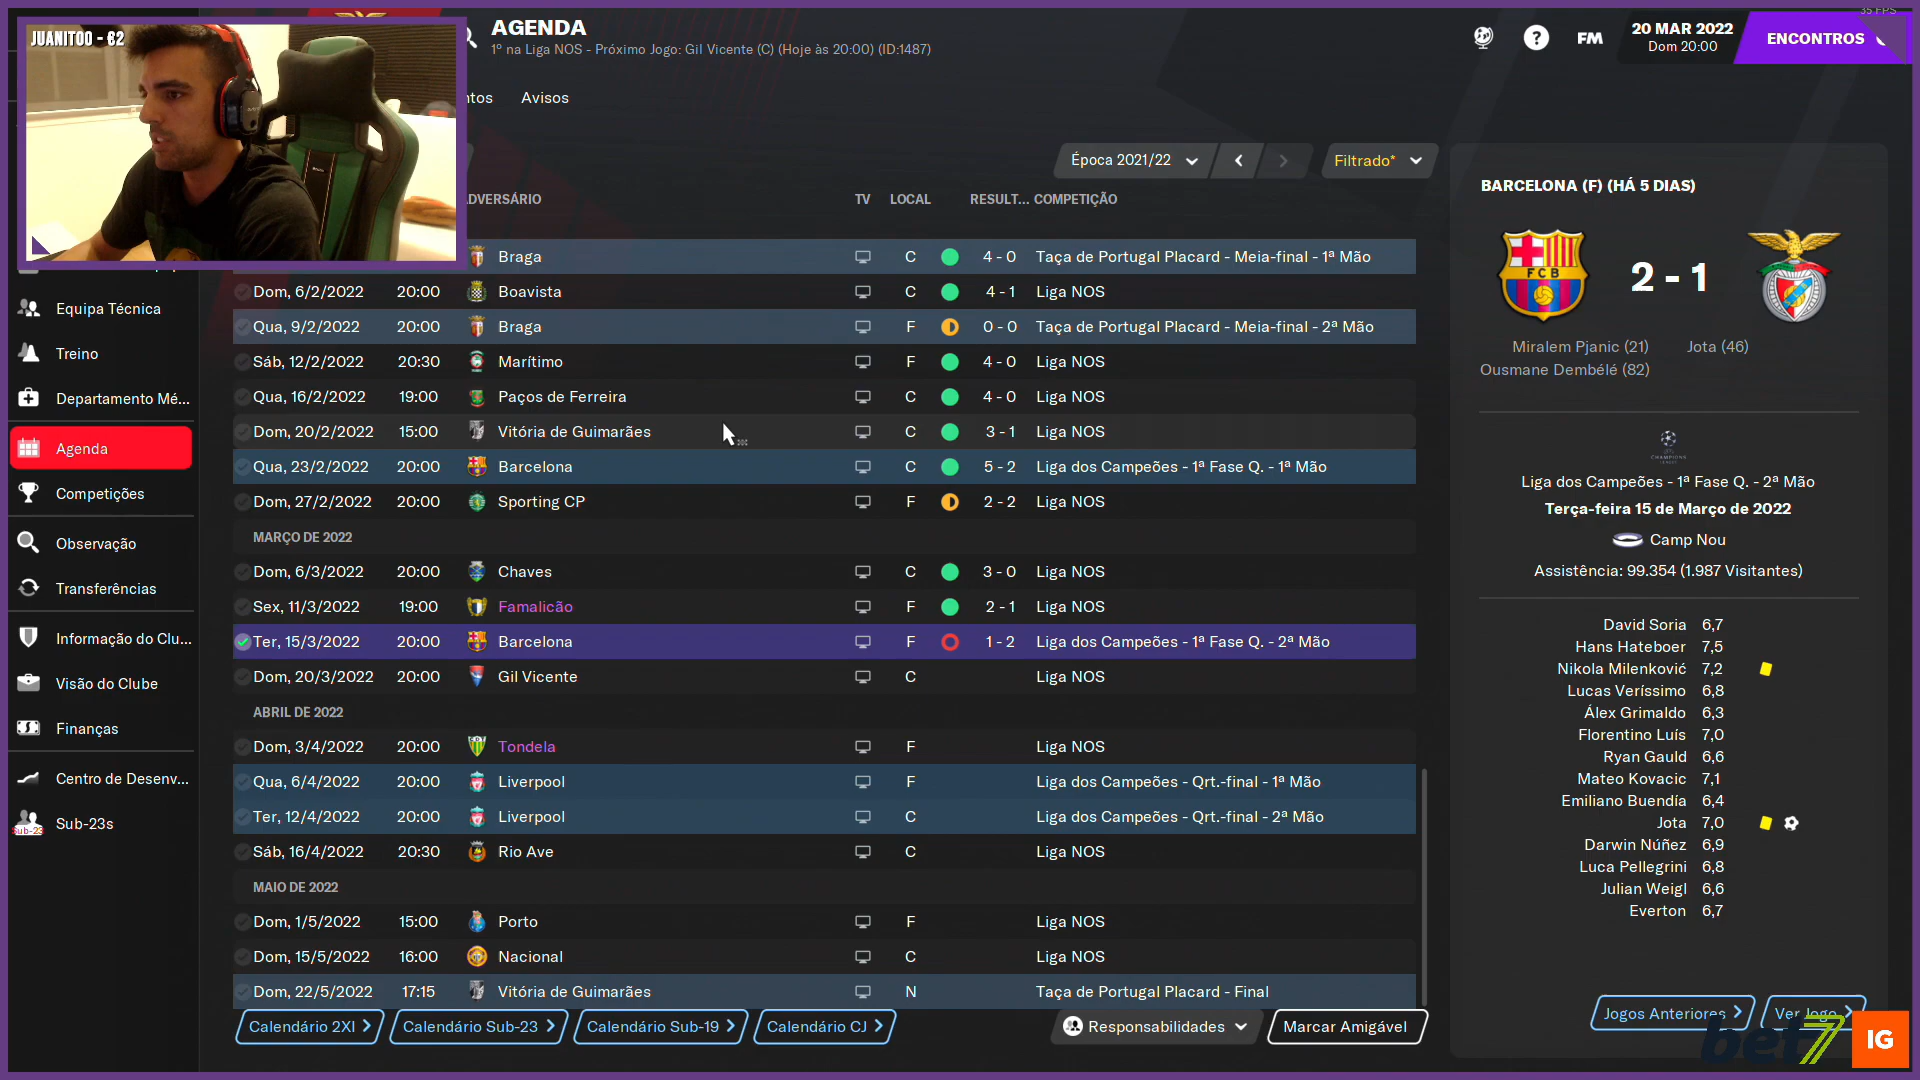 JUANITOO - €2
AGENDA
1º na Liga NOS - Próximo Jogo: Gil Vicente (C) (Hoje às 20:00) (ID:1487)
35 FPS
20 MAR 2022
Dom 20:00
ENCONTROS
FM
Avisos
Época 2021/22
Filtrado*
TV LOCAL RESULT... COMPETIÇÃO
Braga C 4 - 0 Taça de Portugal Placard - Meia-final - 1ª Mão
Dom, 6/2/2022 20:00 Boavista C 4 - 1 Liga NOS
Qua, 9/2/2022 20:00 Braga F 0 - 0 Taça de Portugal Placard - Meia-final - 2ª Mão
Sáb, 12/2/2022 20:30 Marítimo F 4 - 0 Liga NOS
Qua, 16/2/2022 19:00 Paços de Ferreira C 4 - 0 Liga NOS
Dom, 20/2/2022 15:00 Vitória de Guimarães C 3 - 1 Liga NOS
Qua, 23/2/2022 20:00 Barcelona C 5 - 2 Liga dos Campeões - 1ª Fase Q. - 1ª Mão
Dom, 27/2/2022 20:00 Sporting CP F 2 - 2 Liga NOS
MARÇO DE 2022
Dom, 6/3/2022 20:00 Chaves C 3 - 0 Liga NOS
Sex, 11/3/2022 19:00 Famalicão F 2 - 1 Liga NOS
Ter, 15/3/2022 20:00 Barcelona F 1 - 2 Liga dos Campeões - 1ª Fase Q. - 2ª Mão
Dom, 20/3/2022 20:00 Gil Vicente C Liga NOS
ABRIL DE 2022
Dom, 3/4/2022 20:00 Tondela F Liga NOS
Qua, 6/4/2022 20:00 Liverpool F Liga dos Campeões - Qrt.-final - 1ª Mão
Ter, 12/4/2022 20:00 Liverpool C Liga dos Campeões - Qrt.-final - 2ª Mão
Sáb, 16/4/2022 20:30 Rio Ave C Liga NOS
MAIO DE 2022
Dom, 1/5/2022 15:00 Porto F Liga NOS
Dom, 15/5/2022 16:00 Nacional C Liga NOS
Dom, 22/5/2022 17:15 Vitória de Guimarães N Taça de Portugal Placard - Final
Calendário 2XI
Calendário Sub-23
Calendário Sub-19
Calendário CJ
Responsabilidades
Marcar Amigável
Equipa Técnica
Treino
Departamento Mé...
Agenda
Competições
Observação
Transferências
Informação do Clu...
Visão do Clube
Finanças
Centro de Desenv...
Sub-23
Sub-23s
BARCELONA (F) (HÁ 5 DIAS)
FCB
2 - 1
Miralem Pjanic (21) Jota (46)
Ousmane Dembélé (82)
CHAMPIONS
LEAGUE
Liga dos Campeões - 1ª Fase Q. - 2ª Mão
Terça-feira 15 de Março de 2022
Camp Nou
Assistência: 99.354 (1.987 Visitantes)
David Soria 6,7
Hans Hateboer 7,5
Nikola Milenković 7,2
Lucas Veríssimo 6,8
Álex Grimaldo 6,3
Florentino Luís 7,0
Ryan Gauld 6,6
Mateo Kovacic 7,1
Emiliano Buendía 6,4
Jota 7,0
Darwin Núñez 6,9
Luca Pellegrini 6,8
Julian Weigl 6,6
Everton 6,7
Jogos Anteriores
Ver Jogo
bet7
IG